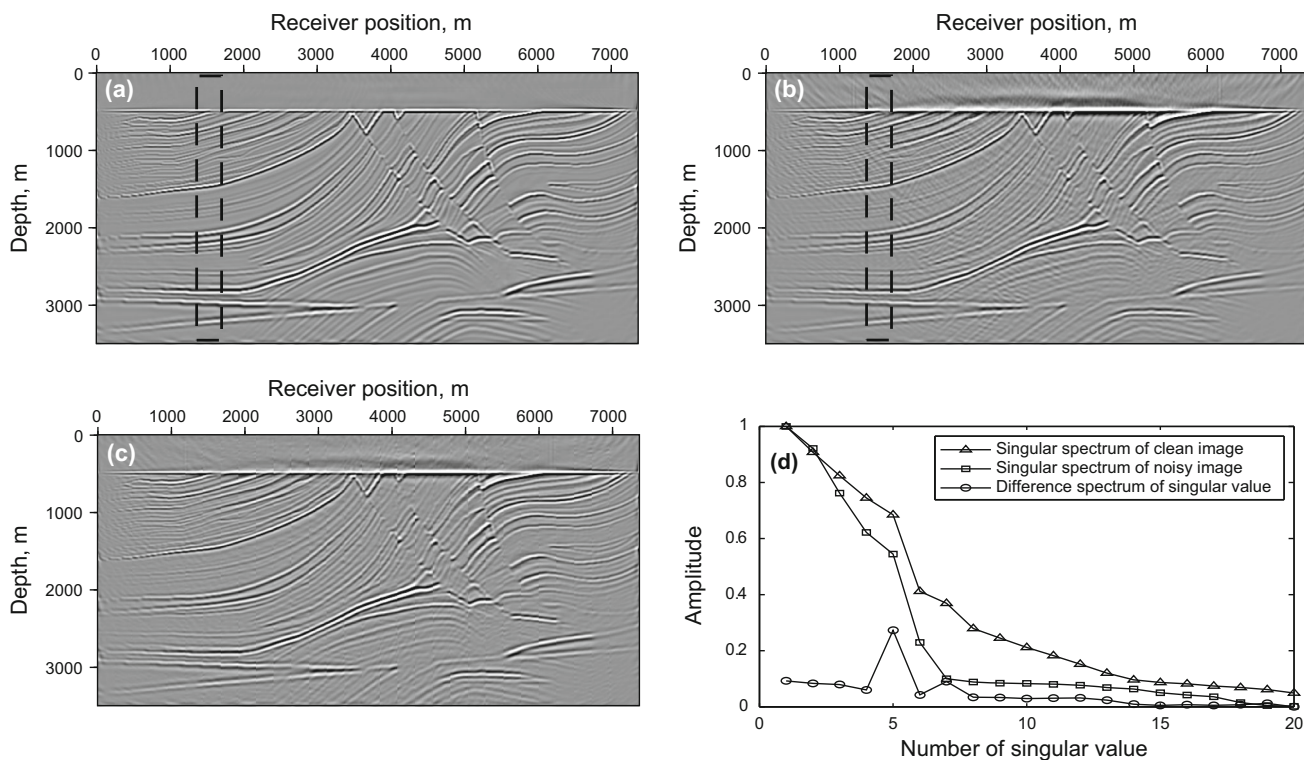 Receiver position, m
0 1000 2000 3000 4000 5000 6000 7000
0
1000
2000
3000
Depth, m
(a)
Receiver position, m
0 1000 2000 3000 4000 5000 6000 7000
0
1000
2000
3000
Depth, m
(b)
Receiver position, m
0 1000 2000 3000 4000 5000 6000 7000
0
1000
2000
3000
Depth, m
(c)
1
0.8
0.6
0.4
0.2
0
Amplitude
(d)
Singular spectrum of clean image
Singular spectrum of noisy image
Difference spectrum of singular value
0 5 10 15 20
Number of singular value